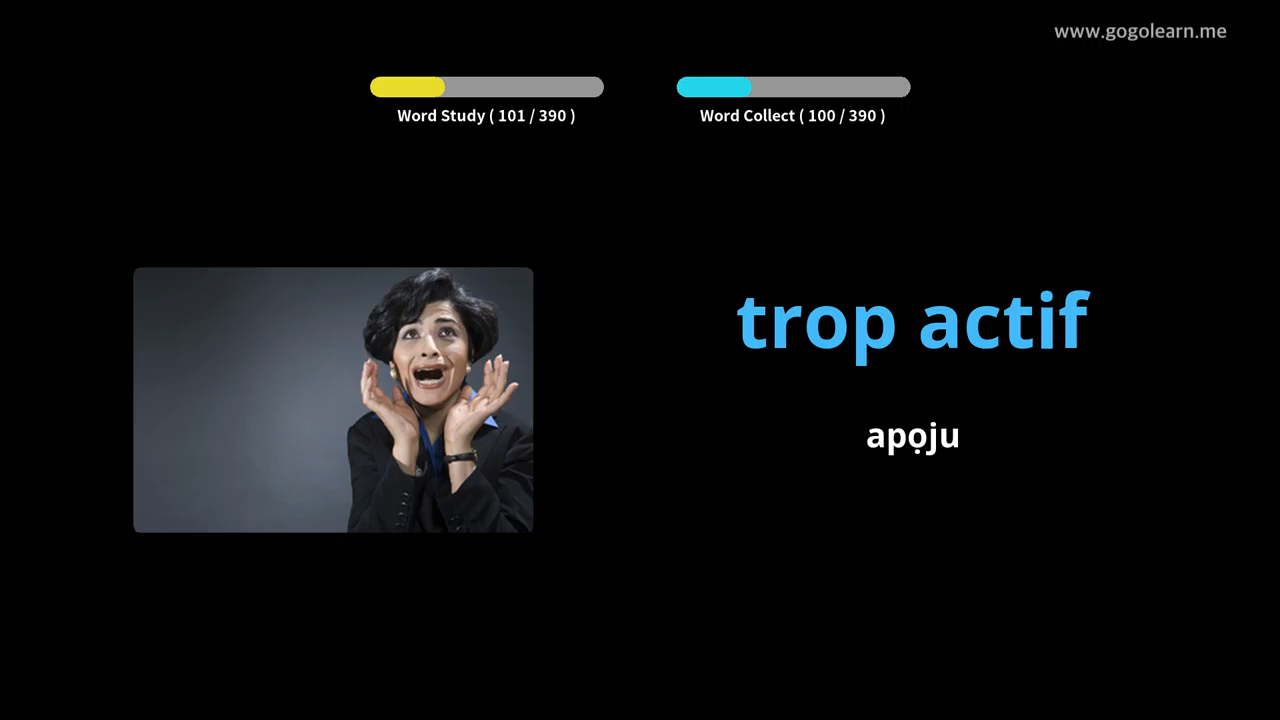 www.gogolearn.me
Word Study ( 101 / 390 )
Word Collect ( 100 / 390 )
trop actif
apọju